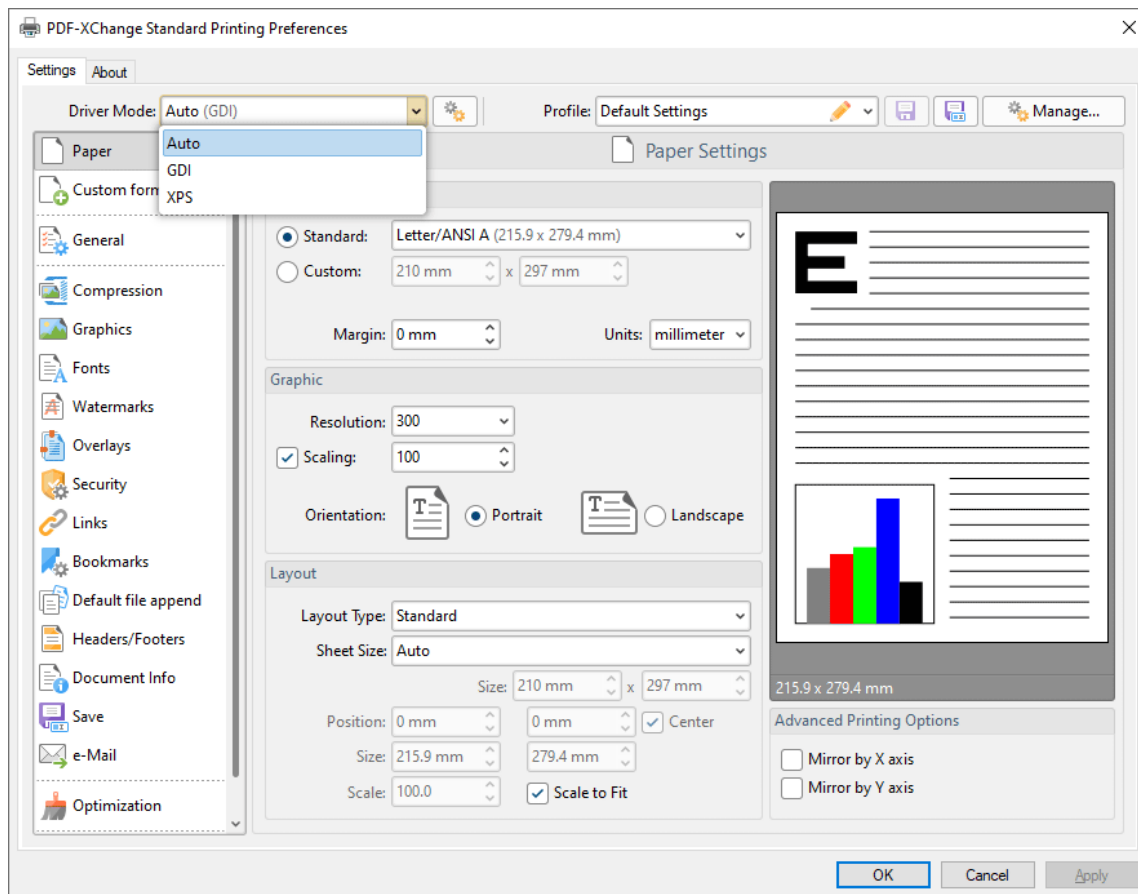 PDF-XChange Standard Printing Preferences
Settings
About
Driver Mode: Auto (GDI)
Profile: Default Settings
Manage...
Auto
GDI
XPS
Paper
General
Compression
Graphics
Fonts
Watermarks
Overlays
Security
Links
Bookmarks
Default file append
Headers/Footers
Document Info
Save
e-Mail
Optimization
Paper Settings
Standard: Letter/ANSI A (215.9 x 279.4 mm)
Custom: 210 mm x 297 mm
Margin: 0 mm Units: millimeter
Graphic
Resolution: 300
Scaling: 100
Orientation: Portrait Landscape
Layout
Layout Type: Standard
Sheet Size: Auto
Size: 210 mm x 297 mm
Position: 0 mm 0 mm Center
Size: 215.9 mm 279.4 mm
Scale: 100.0 Scale to Fit
E
215.9 x 279.4 mm
Advanced Printing Options
Mirror by X axis
Mirror by Y axis
OK Cancel Apply